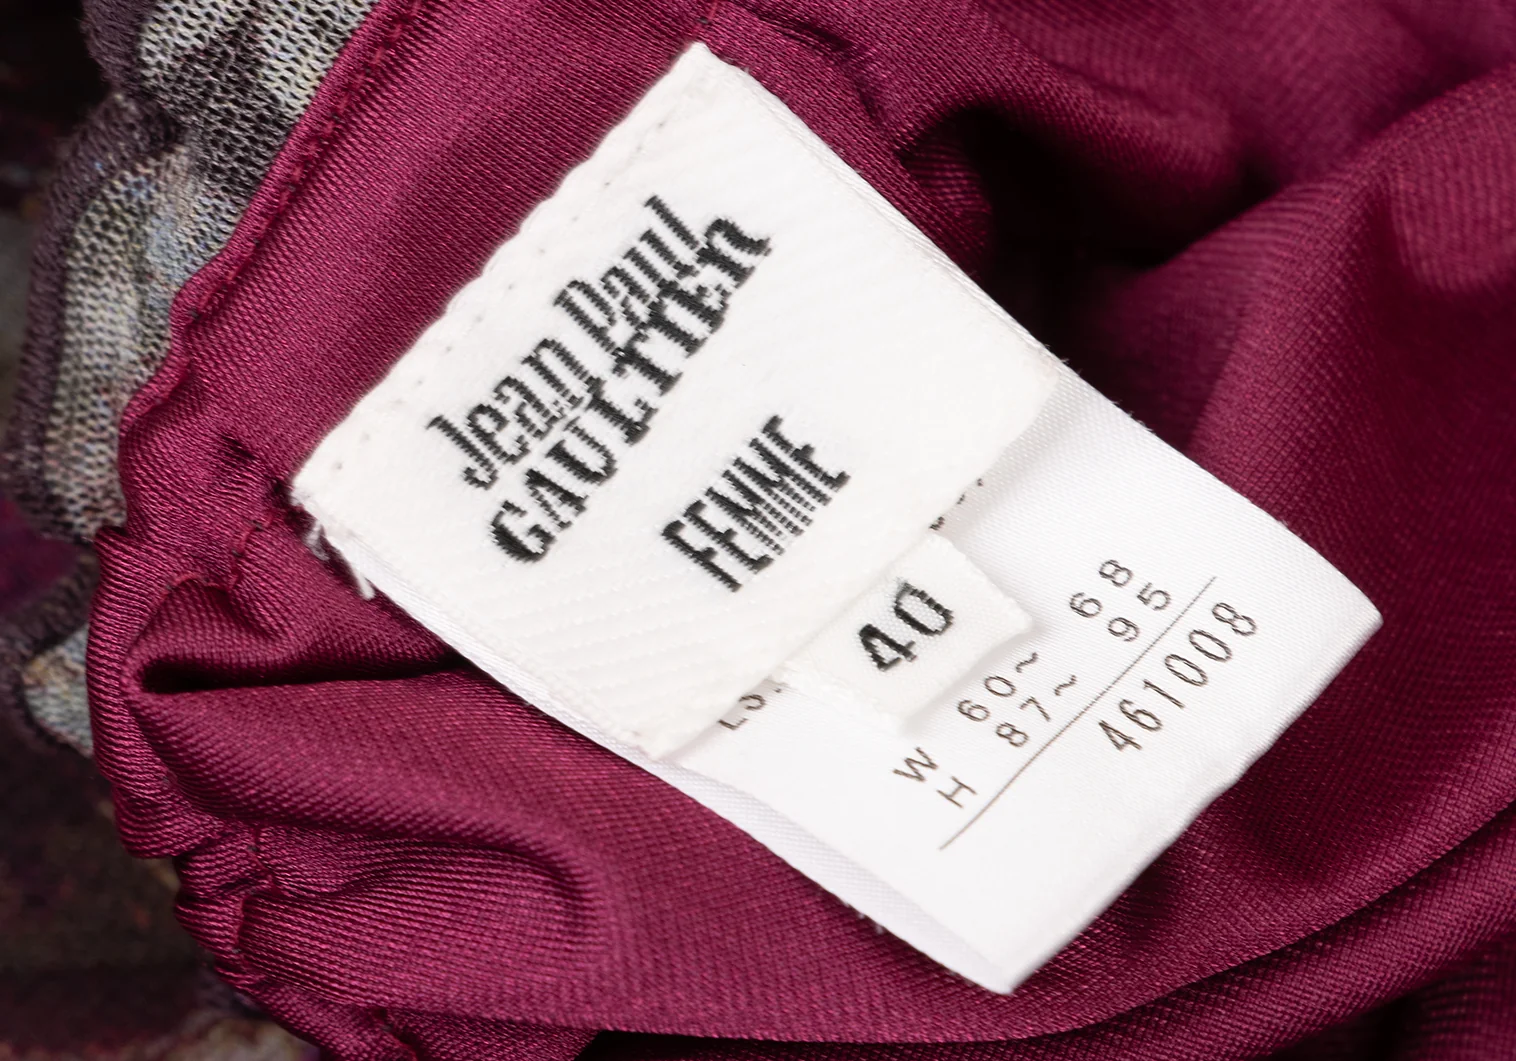 Jean Paul
GAULTIER
FEMME
40
W 60~ 68
H 87~ 95
461008